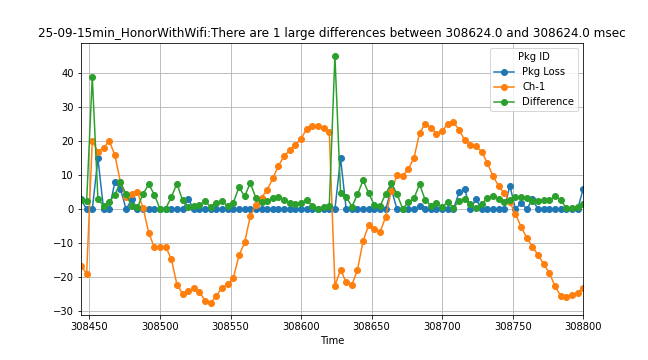 25-09-15min_HonorWithWifi:There are 1 large differences between 308624.0 and 308624.0 msec
Pkg ID
Pkg Loss
Ch-1
Difference
40
30
20
10
0
−10
−20
−30
308450 308500 308550 308600 308650 308700 308750 308800
Time